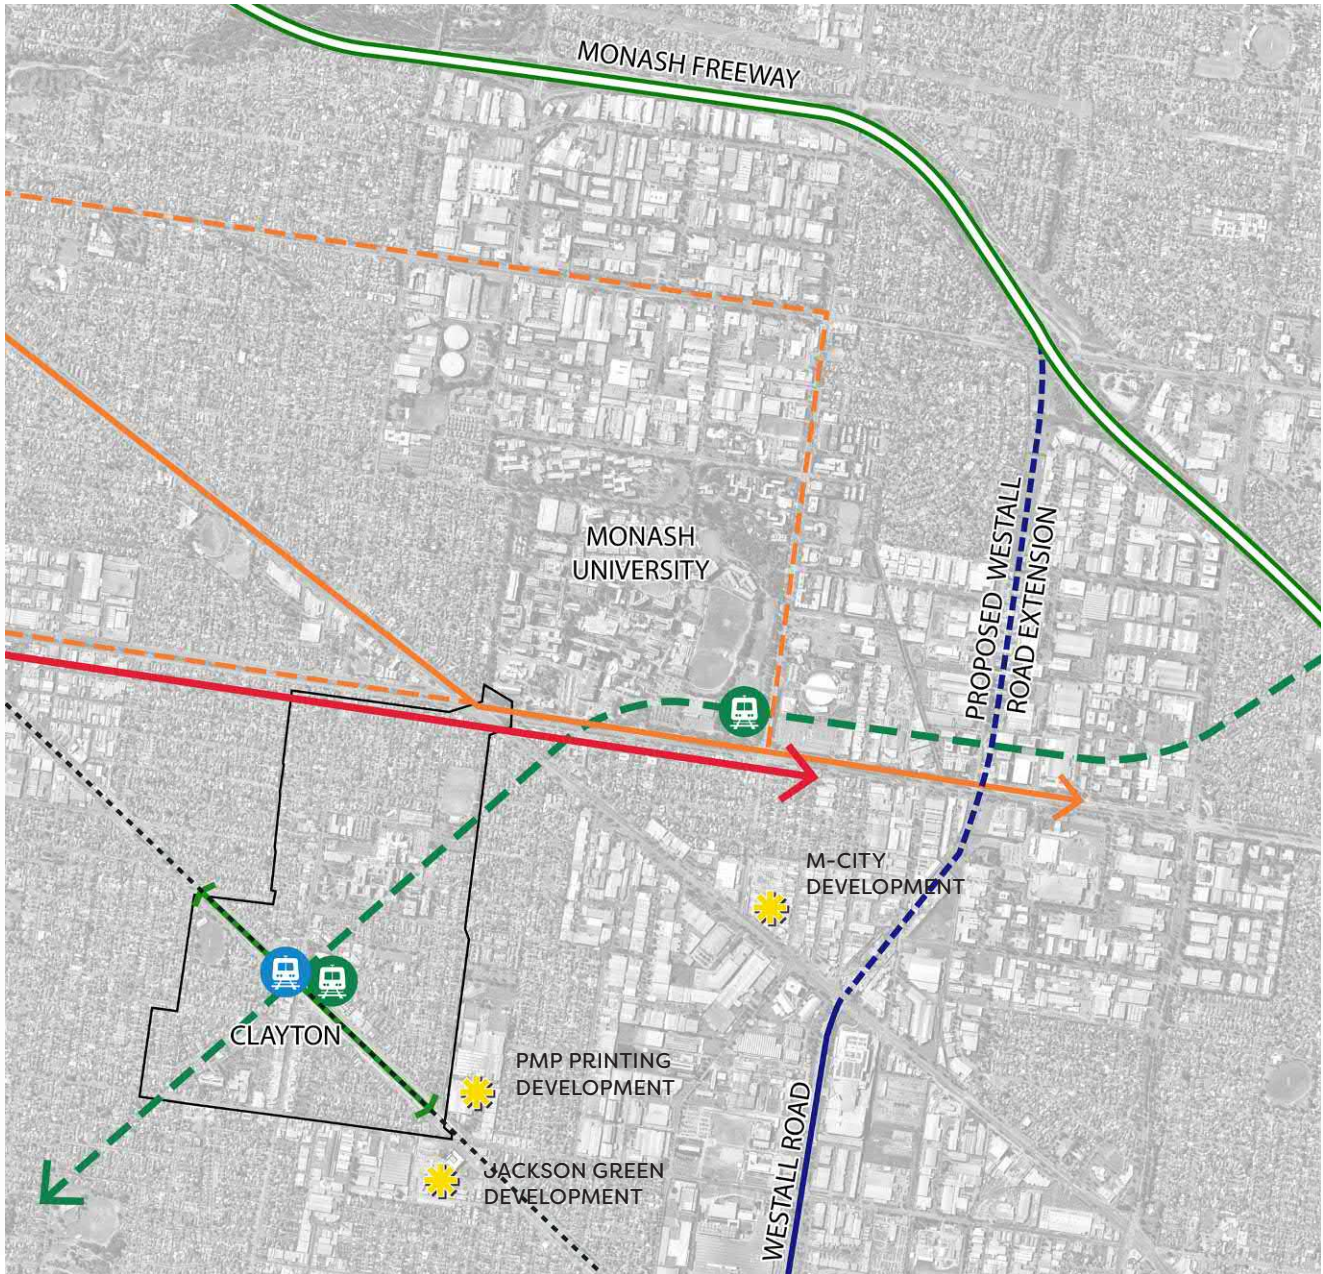 MONASH FREEWAY
MONASH
UNIVERSITY
PROPOSED WESTALL
ROAD EXTENSION
M-CITY
DEVELOPMENT
CLAYTON
PMP PRINTING
DEVELOPMENT
JACKSON GREEN
DEVELOPMENT
WESTALL ROAD